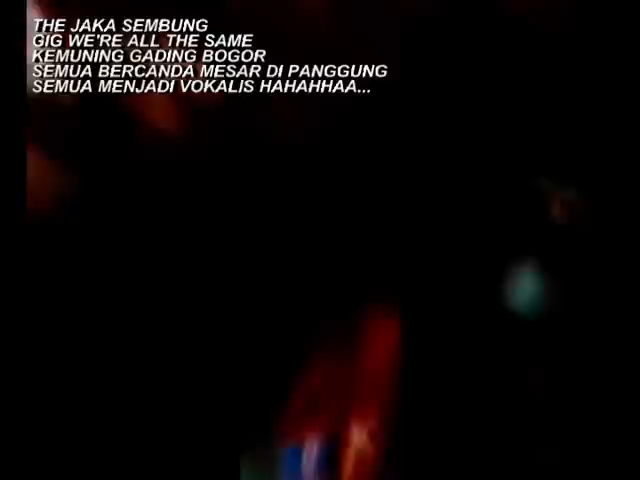 THE JAKA SEMBUNG
GIG WE'RE ALL THE SAME
KEMUNING GADING BOGOR
SEMUA BERCANDA MESAR DI PANGGUNG
SEMUA MENJADI VOKALIS HAHAHHAA...